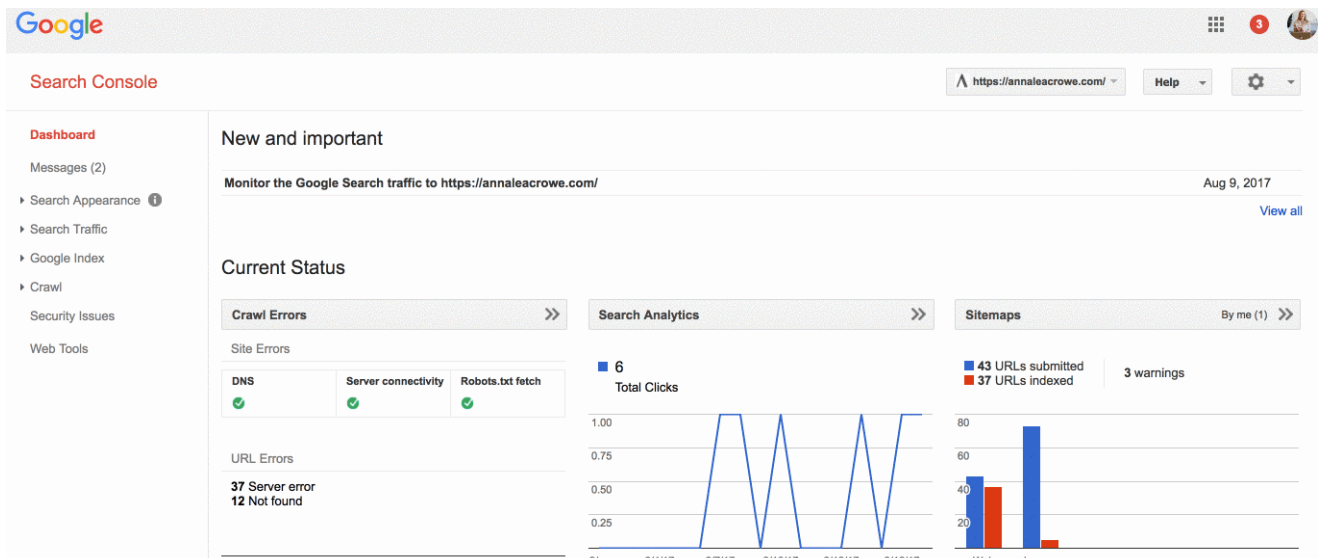 Google
3
Search Console
https://annaleacrowe.com/
Help
Dashboard
Messages (2)
Search Appearance
Search Traffic
Google Index
Crawl
Security Issues
Web Tools
New and important
Monitor the Google Search traffic to https://annaleacrowe.com/ Aug 9, 2017
View all
Current Status
Crawl Errors
Site Errors
DNS Server connectivity Robots.txt fetch
URL Errors
37 Server error
12 Not found
Search Analytics
6
Total Clicks
1.00
0.75
0.50
0.25
Sitemaps By me (1)
43 URLs submitted
37 URLs indexed
3 warnings
80
60
40
20